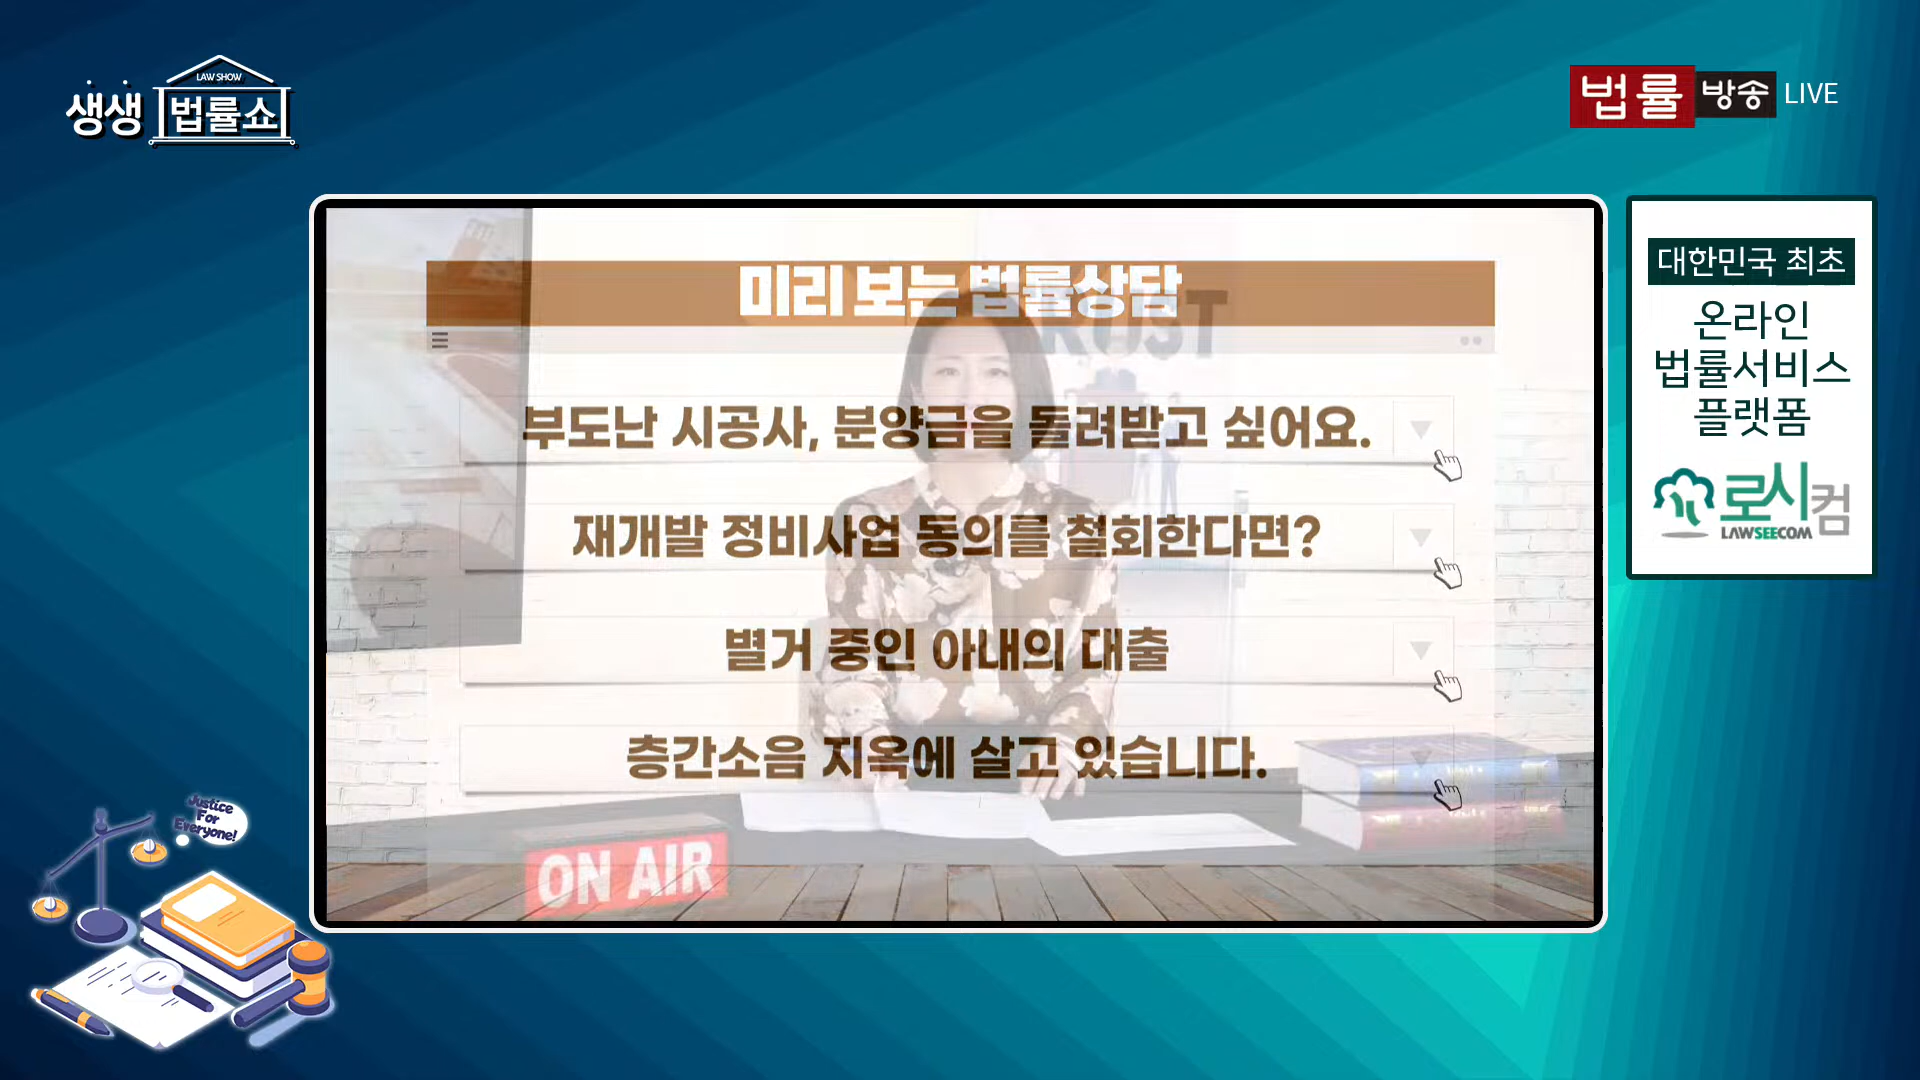 LAW SHOW
생생 법률쇼
법률방송 LIVE
대한민국 최초
온라인
법률서비스
플랫폼
로시컴
LAWSEECOM
미리 보는 법률상담
RUST
부도난 시공사, 분양금을 돌려받고 싶어요.
재개발 정비사업 동의를 철회한다면?
별거 중인 아내의 대출
층간소음 지옥에 살고 있습니다.
ON AIR
Justice
For
Everyone!